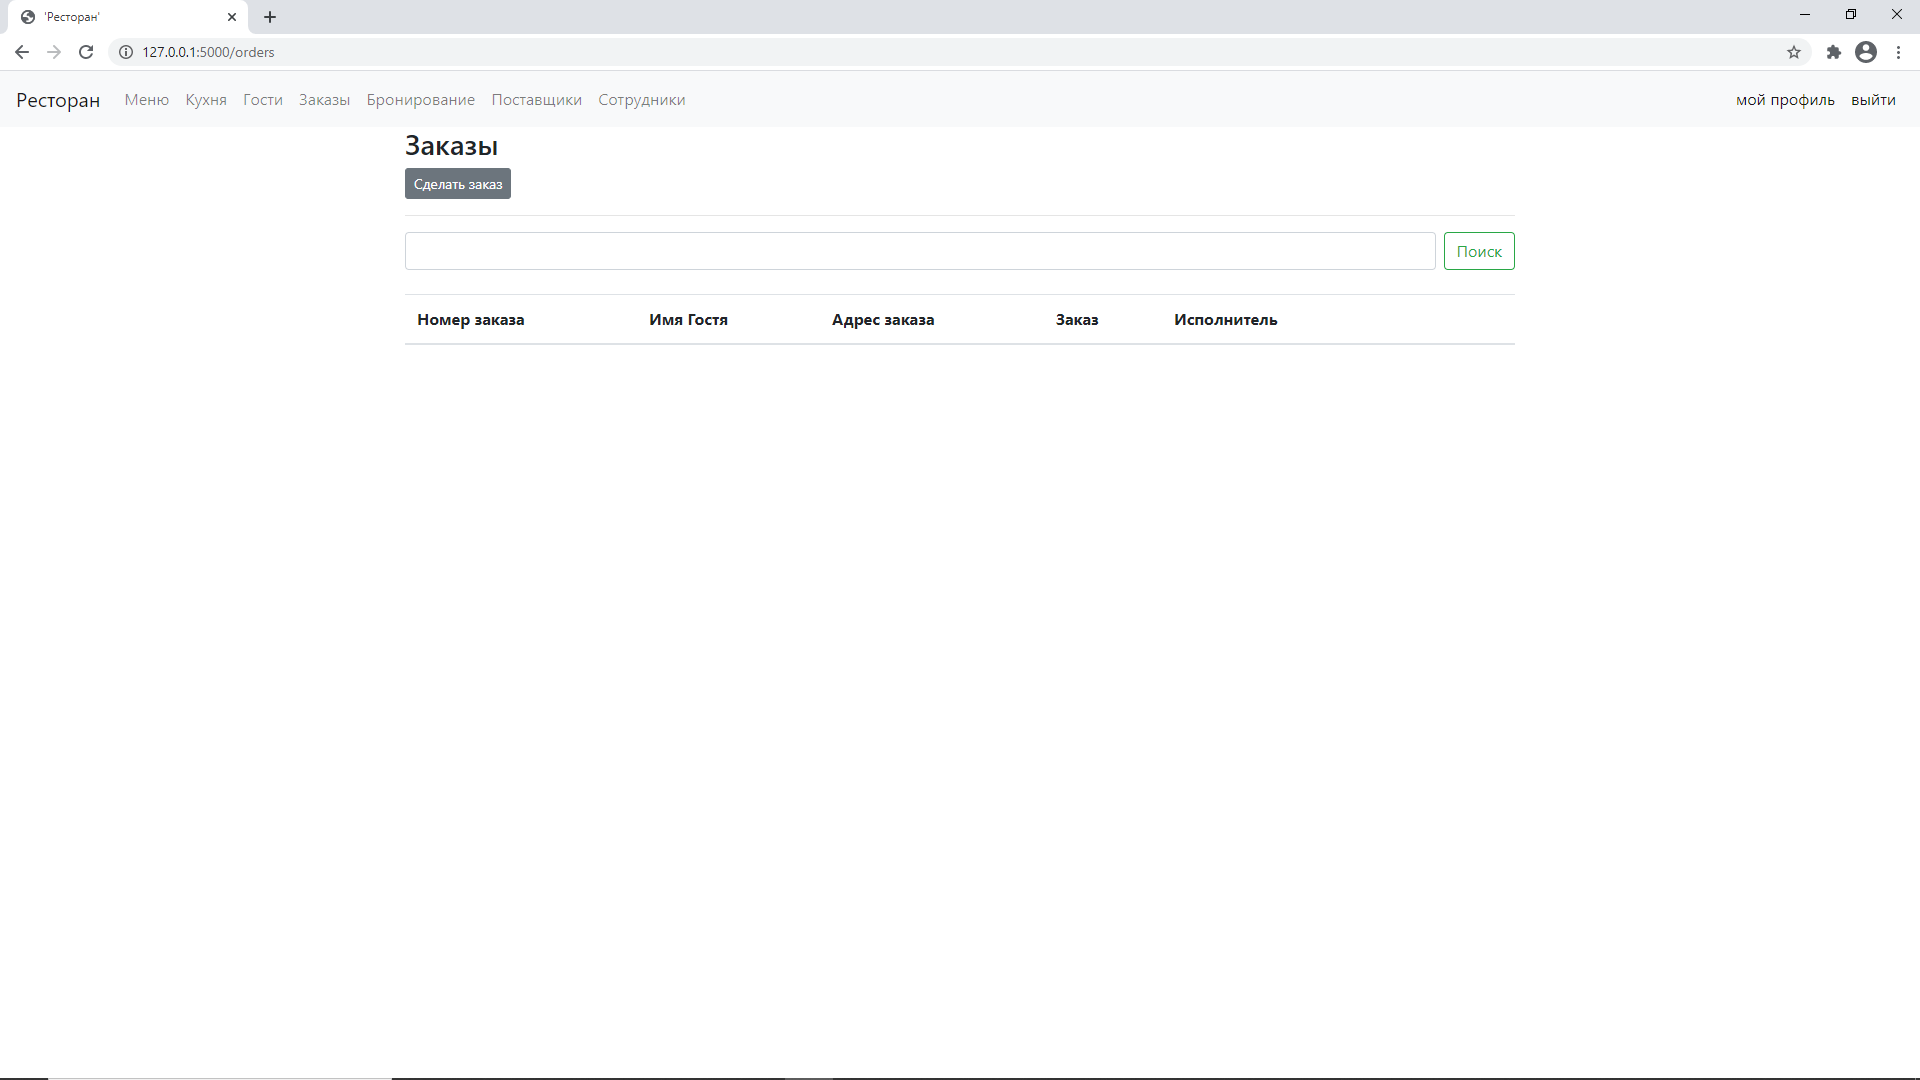 'Ресторан'
127.0.0.1:5000/orders
Ресторан Меню Кухня Гости Заказы Бронирование Поставщики Сотрудники мой профиль выйти
Заказы
Сделать заказ
Поиск
Номер заказа Имя Гостя Адрес заказа Заказ Исполнитель